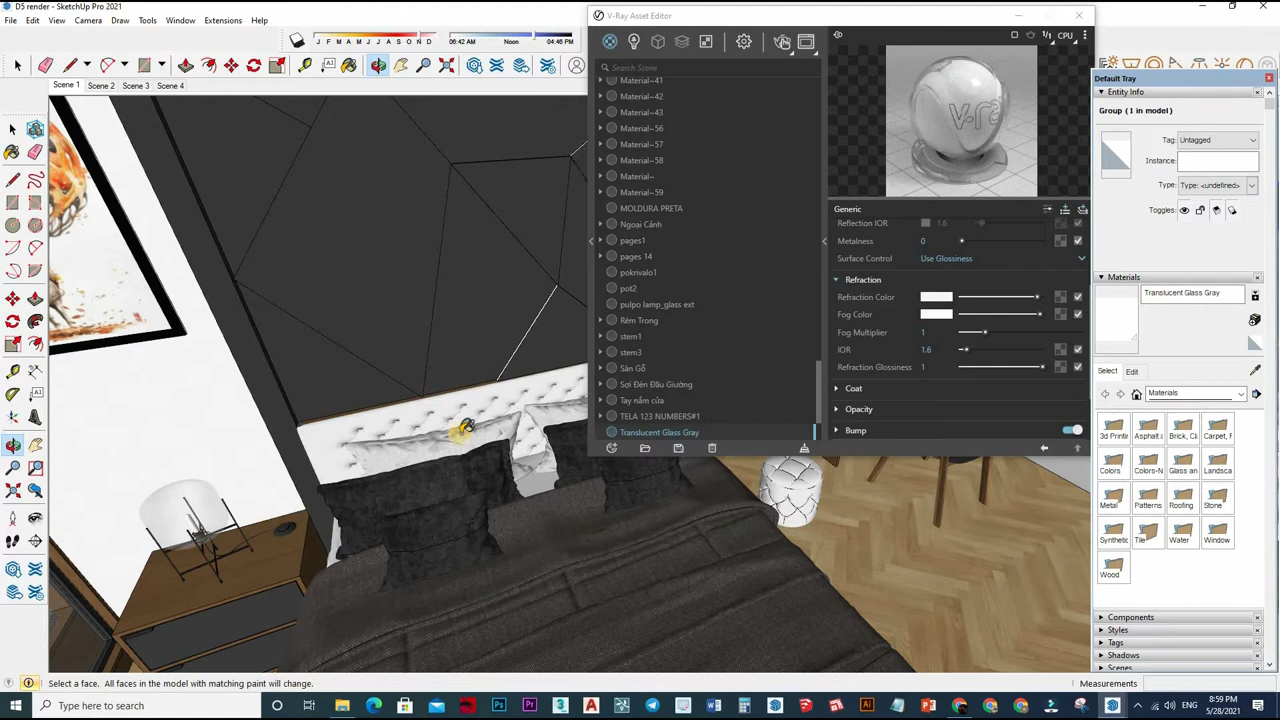 D5 render - SketchUp Pro 2021
File Edit View Camera Draw Tools Window Extensions Help
J F M A M J J A S O N D
06:42 AM Noon 04:46 PM
Scene 1 Scene 2 Scene 3 Scene 4
V-Ray Asset Editor
Search Scene
Material~41
Material~42
Material~43
Material~56
Material~57
Material~58
Material~
Material~59
MOLDURA PRETA
Ngoại Cảnh
pages1
pages 14
pokrivalo1
pot2
pulpo lamp_glass ext
Rèm Trong
stem1
stem3
Sàn Gỗ
Sợi Đèn Đầu Giường
Tay nắm cửa
TELA 123 NUMBERS#1
Translucent Glass Gray
CPU
Generic
Reflection IOR 1.6
Metalness 0
Surface Control Use Glossiness
Refraction
Refraction Color
Fog Color
Fog Multiplier 1
IOR 1.6
Refraction Glossiness 1
Coat
Opacity
Bump
Default Tray
Entity Info
Group (1 in model)
Tag: Untagged
Instance:
Type: Type: <undefined>
Toggles:
Materials
Translucent Glass Gray
Select Edit
Materials
3d Printir Asphalt a Brick, Cl Carpet, F
Colors Colors-N Glass an Landsca
Metal Patterns Roofing Stone
Synthetic Tile Water Window
Wood
Components
Styles
Tags
Shadows
Scenes
Select a face. All faces in the model with matching paint will change.
Measurements
Type here to search
8:59 PM
5/28/2021